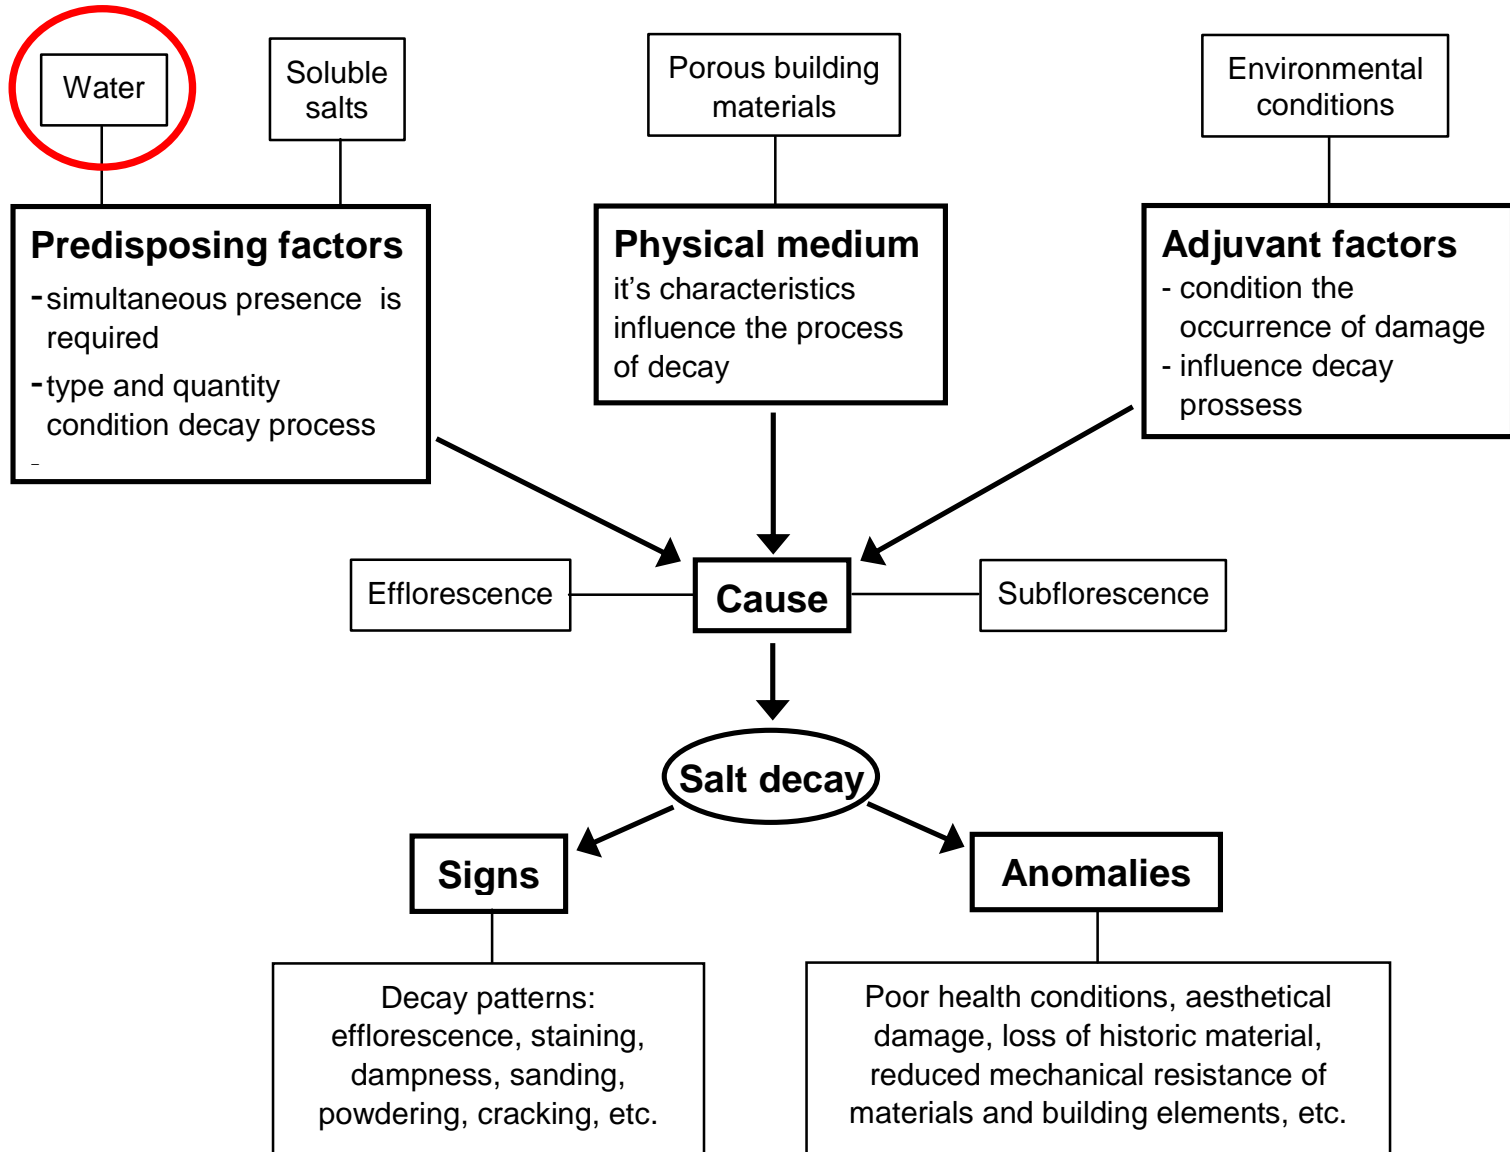 Water
Soluble
salts
Porous building
materials
Environmental
conditions
Predisposing factors
-simultaneous presence is
required
-type and quantity
condition decay process
-
Physical medium
it’s characteristics
influence the process
of decay
Adjuvant factors
- condition the
occurrence of damage
- influence decay
prossess
Efflorescence
Cause
Subflorescence
Salt decay
Signs
Anomalies
Decay patterns:
efflorescence, staining,
dampness, sanding,
powdering, cracking, etc.
Poor health conditions, aesthetical
damage, loss of historic material,
reduced mechanical resistance of
materials and building elements, etc.